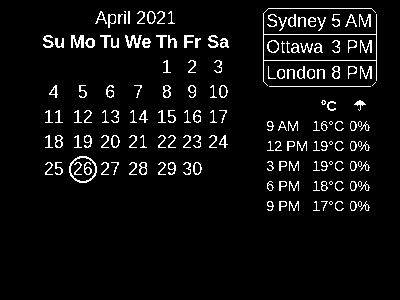 April 2021
Su Mo Tu We Th Fr Sa
1 2 3
4 5 6 7 8 9 10
11 12 13 14 15 16 17
18 19 20 21 22 23 24
25 26 27 28 29 30
Sydney 5 AM
Ottawa 3 PM
London 8 PM
°C ☂
9 AM 16°C 0%
12 PM 19°C 0%
3 PM 19°C 0%
6 PM 18°C 0%
9 PM 17°C 0%